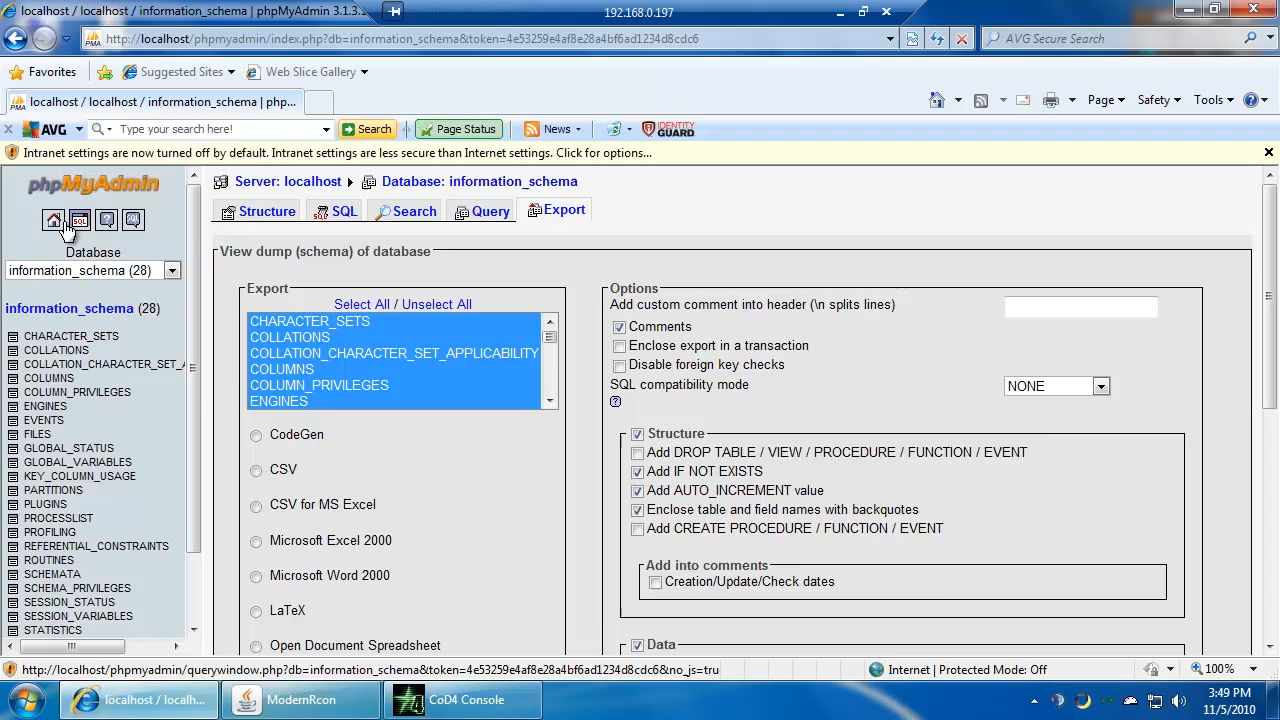 localhost / localhost / information_schema | phpMyAdmin 3.1.3.1
192.168.0.197
http://localhost/phpmyadmin/index.php?db=information_schema&token=4e53259e4af8e28a4bf6ad1234d8cdc6
AVG Secure Search
Favorites
Suggested Sites
Web Slice Gallery
localhost / localhost / information_schema | php...
Page
Safety
Tools
AVG
Type your search here!
Search
Page Status
News
IDENTITY GUARD
Intranet settings are now turned off by default. Intranet settings are less secure than Internet settings. Click for options...
phpMyAdmin
Database
information_schema (28)
information_schema (28)
CHARACTER_SETS
COLLATIONS
COLLATION_CHARACTER_SET_A
COLUMNS
COLUMN_PRIVILEGES
ENGINES
EVENTS
FILES
GLOBAL_STATUS
GLOBAL_VARIABLES
KEY_COLUMN_USAGE
PARTITIONS
PLUGINS
PROCESSLIST
PROFILING
REFERENTIAL_CONSTRAINTS
ROUTINES
SCHEMATA
SCHEMA_PRIVILEGES
SESSION_STATUS
SESSION_VARIABLES
STATISTICS
Server: localhost
Database: information_schema
Structure
SQL
Search
Query
Export
View dump (schema) of database
Export
Select All / Unselect All
CHARACTER_SETS
COLLATIONS
COLLATION_CHARACTER_SET_APPLICABILITY
COLUMNS
COLUMN_PRIVILEGES
ENGINES
CodeGen
CSV
CSV for MS Excel
Microsoft Excel 2000
Microsoft Word 2000
LaTeX
Open Document Spreadsheet
Options
Add custom comment into header (\n splits lines)
Comments
Enclose export in a transaction
Disable foreign key checks
SQL compatibility mode
NONE
Structure
Add DROP TABLE / VIEW / PROCEDURE / FUNCTION / EVENT
Add IF NOT EXISTS
Add AUTO_INCREMENT value
Enclose table and field names with backquotes
Add CREATE PROCEDURE / FUNCTION / EVENT
Add into comments
Creation/Update/Check dates
Data
http://localhost/phpmyadmin/querywindow.php?db=information_schema&token=4e53259e4af8e28a4bf6ad1234d8cdc6&no_js=tru
Internet | Protected Mode: Off
100%
localhost / localh...
ModernRcon
CoD4 Console
3:49 PM
11/5/2010